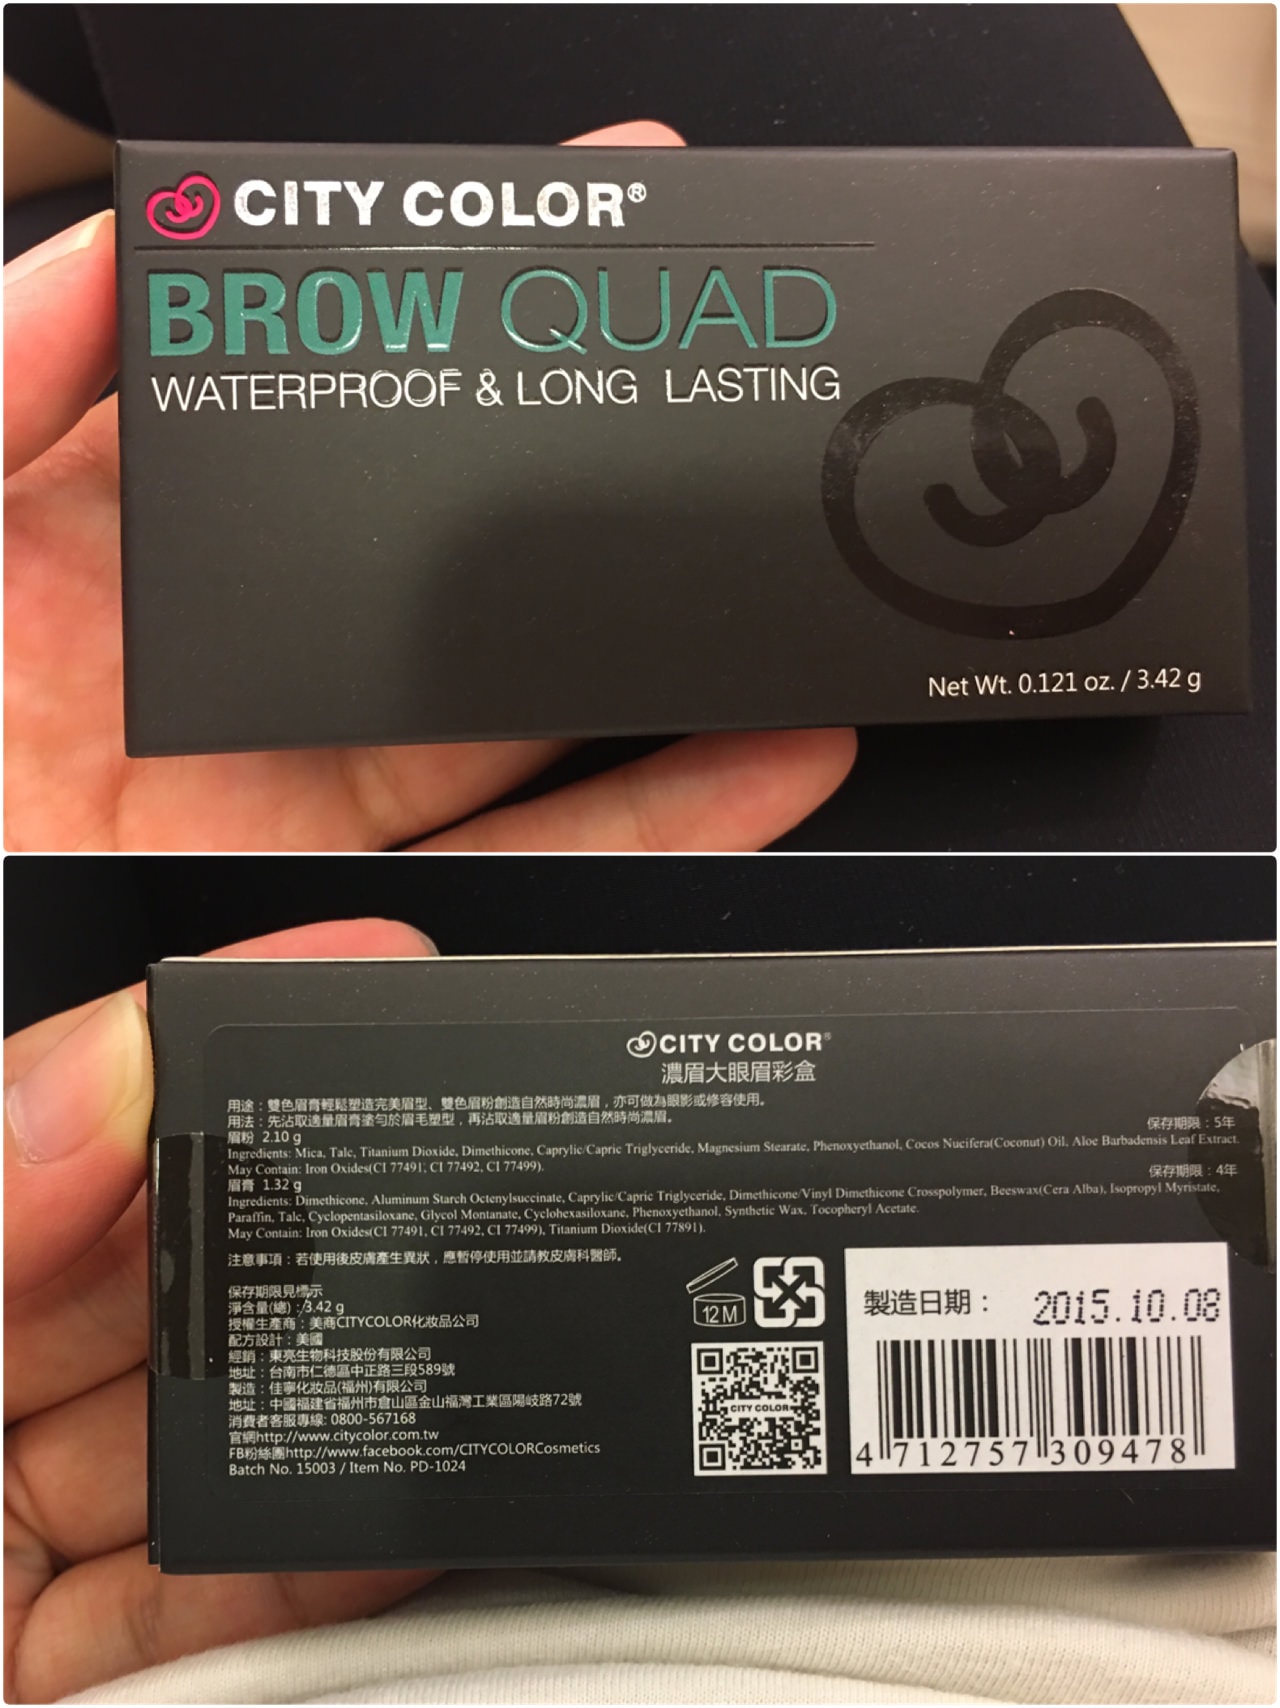 CITY COLOR®
BROW QUAD
WATERPROOF & LONG LASTING
Net Wt. 0.121 oz. / 3.42 g
CITY COLOR®
濃眉大眼眉彩盒
用途：雙色眉膏輕鬆塑造完美眉型、雙色眉粉創造自然時尚濃眉，亦可做為眼影或修容使用。
用法：先沾取適量眉膏塗勻於眉毛塑型，再沾取適量眉粉創造自然時尚濃眉。
保存期限：5年
眉粉 2.10 g
Ingredients: Mica, Talc, Titanium Dioxide, Dimethicone, Caprylic/Capric Triglyceride, Magnesium Stearate, Phenoxyethanol, Cocos Nucifera(Coconut) Oil, Aloe Barbadensis Leaf Extract.
May Contain: Iron Oxides(CI 77491, CI 77492, CI 77499).
保存期限：4年
眉膏 1.32 g
Ingredients: Dimethicone, Aluminum Starch Octenylsuccinate, Caprylic/Capric Triglyceride, Dimethicone/Vinyl Dimethicone Crosspolymer, Beeswax(Cera Alba), Isopropyl Myristate,
Paraffin, Talc, Cyclopentasiloxane, Glycol Montanate, Cyclohexasiloxane, Phenoxyethanol, Synthetic Wax, Tocopheryl Acetate.
May Contain: Iron Oxides(CI 77491, CI 77492, CI 77499), Titanium Dioxide(CI 77891).
注意事項：若使用後皮膚產生異狀，應暫停使用並請教皮膚科醫師。
保存期限見標示
淨含量(總)：3.42 g
授權生產商：美商CITYCOLOR化妝品公司
配方設計：美國
經銷：東亮生物科技股份有限公司
地址：台南市仁德區中正路三段589號
製造：佳寧化妝品(福州)有限公司
地址：中國福建省福州市倉山區金山福灣工業區陽岐路72號
消費者客服專線: 0800-567168
官網http://www.citycolor.com.tw
FB粉絲團http://www.facebook.com/CITYCOLORCosmetics
Batch No. 15003 / Item No. PD-1024
12M
CITY COLOR
製造日期： 2015.10.08
4 712757 309478